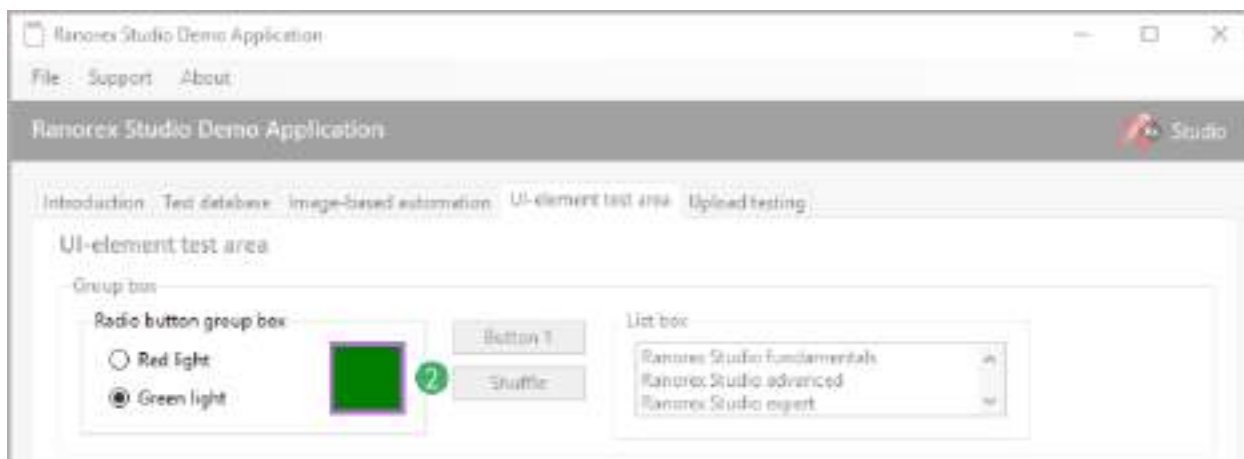 Ranorex Studio Demo Application
File Support About
Ranorex Studio Demo Application
Studio
Introduction Test database Image-based automation UI-element test area Upload testing
UI-element test area
Group box
Radio button group box
Red light
Green light
2
Button 1
Shuffle
List box
Ranorex Studio fundamentals
Ranorex Studio advanced
Ranorex Studio expert